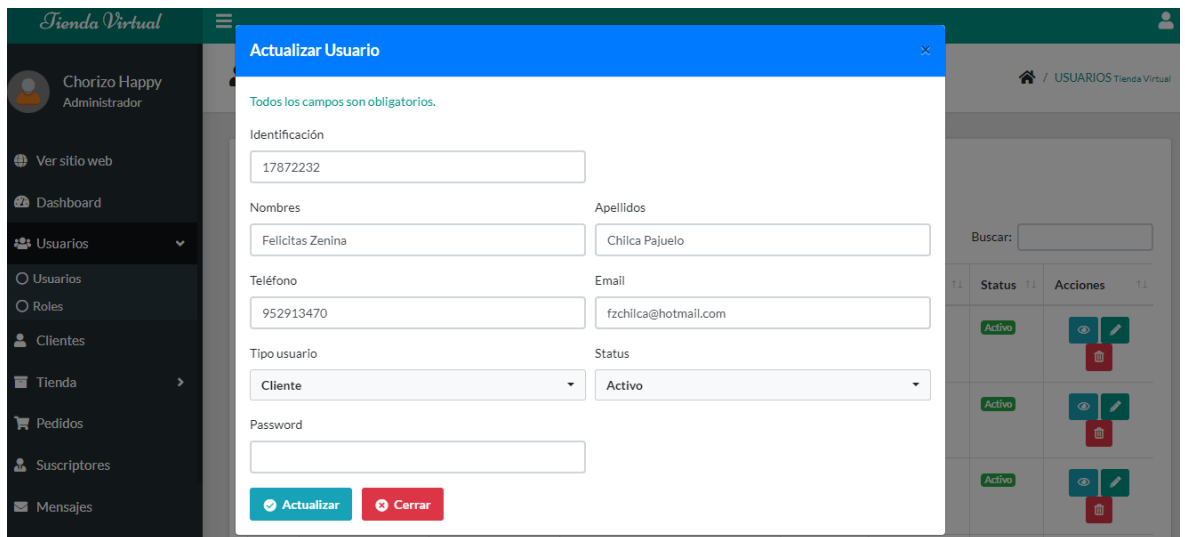 Tienda Virtual
Chorizo Happy
Administrador
Ver sitio web
Dashboard
Usuarios
Usuarios
Roles
Clientes
Tienda
Pedidos
Suscriptores
Mensajes
/ USUARIOS Tienda Virtual
Actualizar Usuario ×
Todos los campos son obligatorios.
Identificación
17872232
Nombres Apellidos
Felicitas Zenina Chilca Pajuelo
Teléfono Email
952913470 fzchilca@hotmail.com
Tipo usuario Status
Cliente Activo
Password
Actualizar Cerrar
Buscar:
Status Acciones
Activo
Activo
Activo